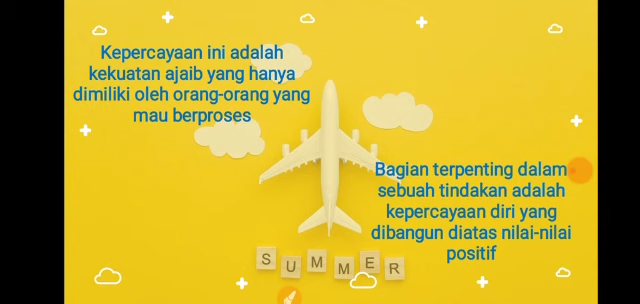 Kepercayaan ini adalah
kekuatan ajaib yang hanya
dimiliki oleh orang-orang yang
mau berproses
Bagian terpenting dalam
sebuah tindakan adalah
kepercayaan diri yang
dibangun diatas nilai-nilai
positif
SUMMER